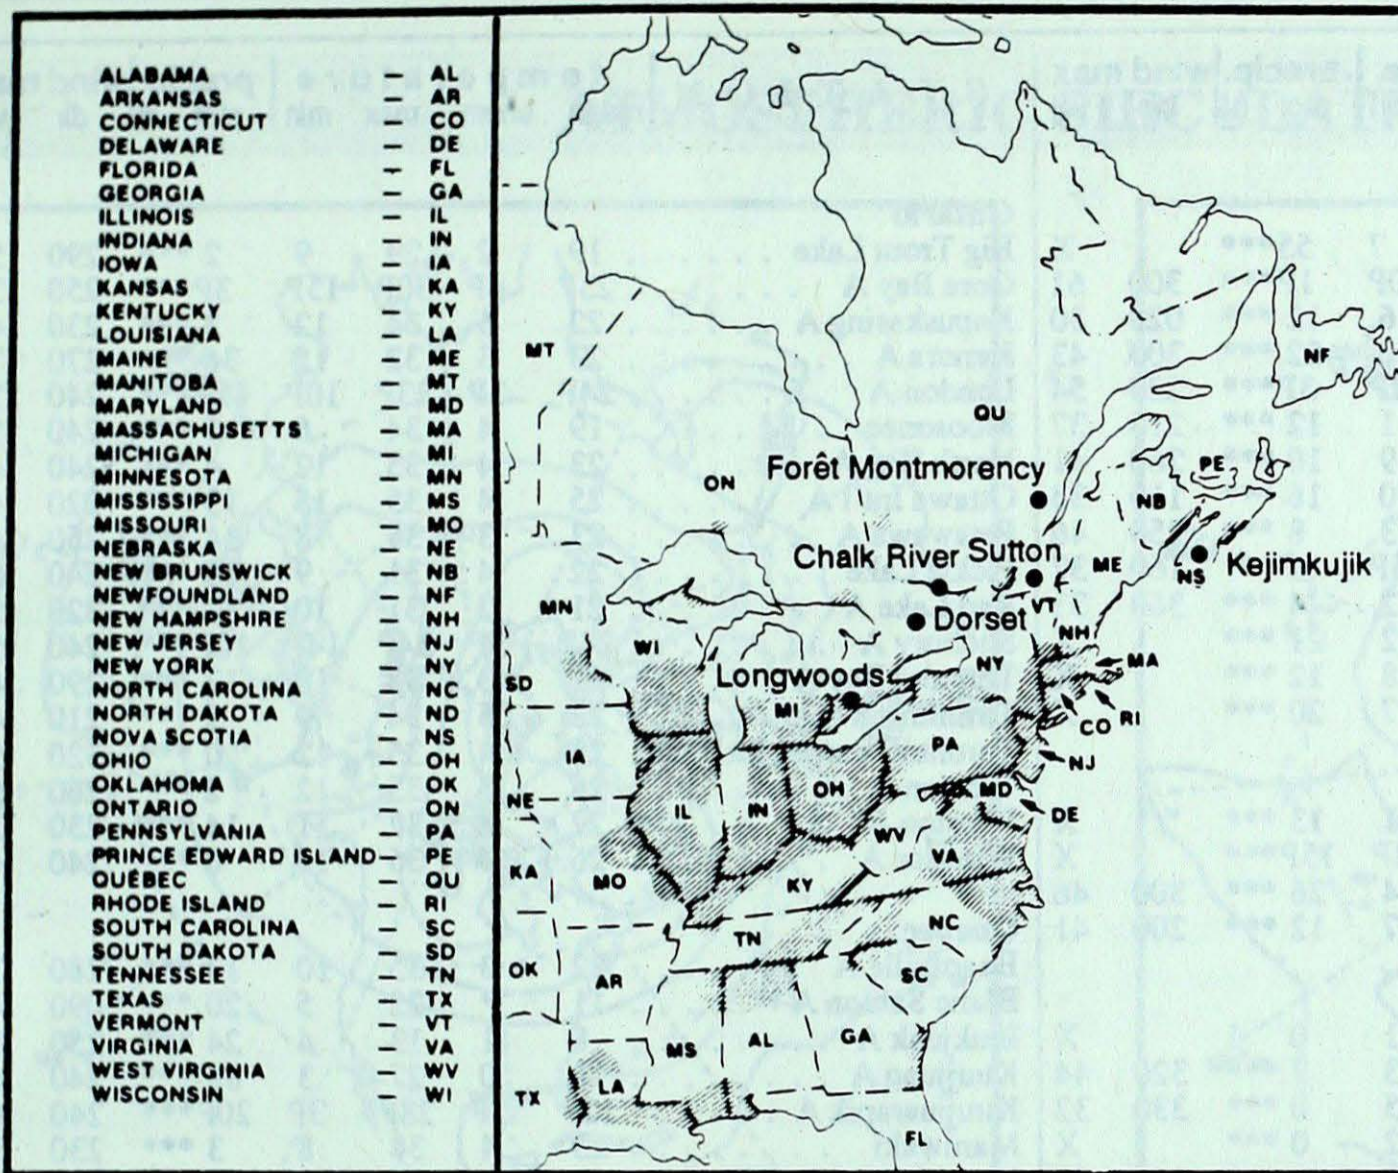 ALABAMA — AL
ARKANSAS — AR
CONNECTICUT — CO
DELAWARE — DE
FLORIDA — FL
GEORGIA — GA
ILLINOIS — IL
INDIANA — IN
IOWA — IA
KANSAS — KA
KENTUCKY — KY
LOUISIANA — LA
MAINE — ME
MANITOBA — MT
MARYLAND — MD
MASSACHUSETTS — MA
MICHIGAN — MI
MINNESOTA — MN
MISSISSIPPI — MS
MISSOURI — MO
NEBRASKA — NE
NEW BRUNSWICK — NB
NEWFOUNDLAND — NF
NEW HAMPSHIRE — NH
NEW JERSEY — NJ
NEW YORK — NY
NORTH CAROLINA — NC
NORTH DAKOTA — ND
NOVA SCOTIA — NS
OHIO — OH
OKLAHOMA — OK
ONTARIO — ON
PENNSYLVANIA — PA
PRINCE EDWARD ISLAND — PE
QUÉBEC — QU
RHODE ISLAND — RI
SOUTH CAROLINA — SC
SOUTH DAKOTA — SD
TENNESSEE — TN
TEXAS — TX
VERMONT — VT
VIRGINIA — VA
WEST VIRGINIA — WV
WISCONSIN — WI
MT
NF
QU
Forêt Montmorency
PE
ON
NB
Chalk River
Sutton
ME
NS
Kejimkujik
MN
VT
Dorset
NH
WI
NY
MA
SD
Longwoods
MI
RI
CO
IA
PA
NJ
NE
IL
IN
OH
MD
DE
WV
VA
KA
MO
KY
NC
TN
OK
AR
SC
MS
AL
GA
LA
TX
FL